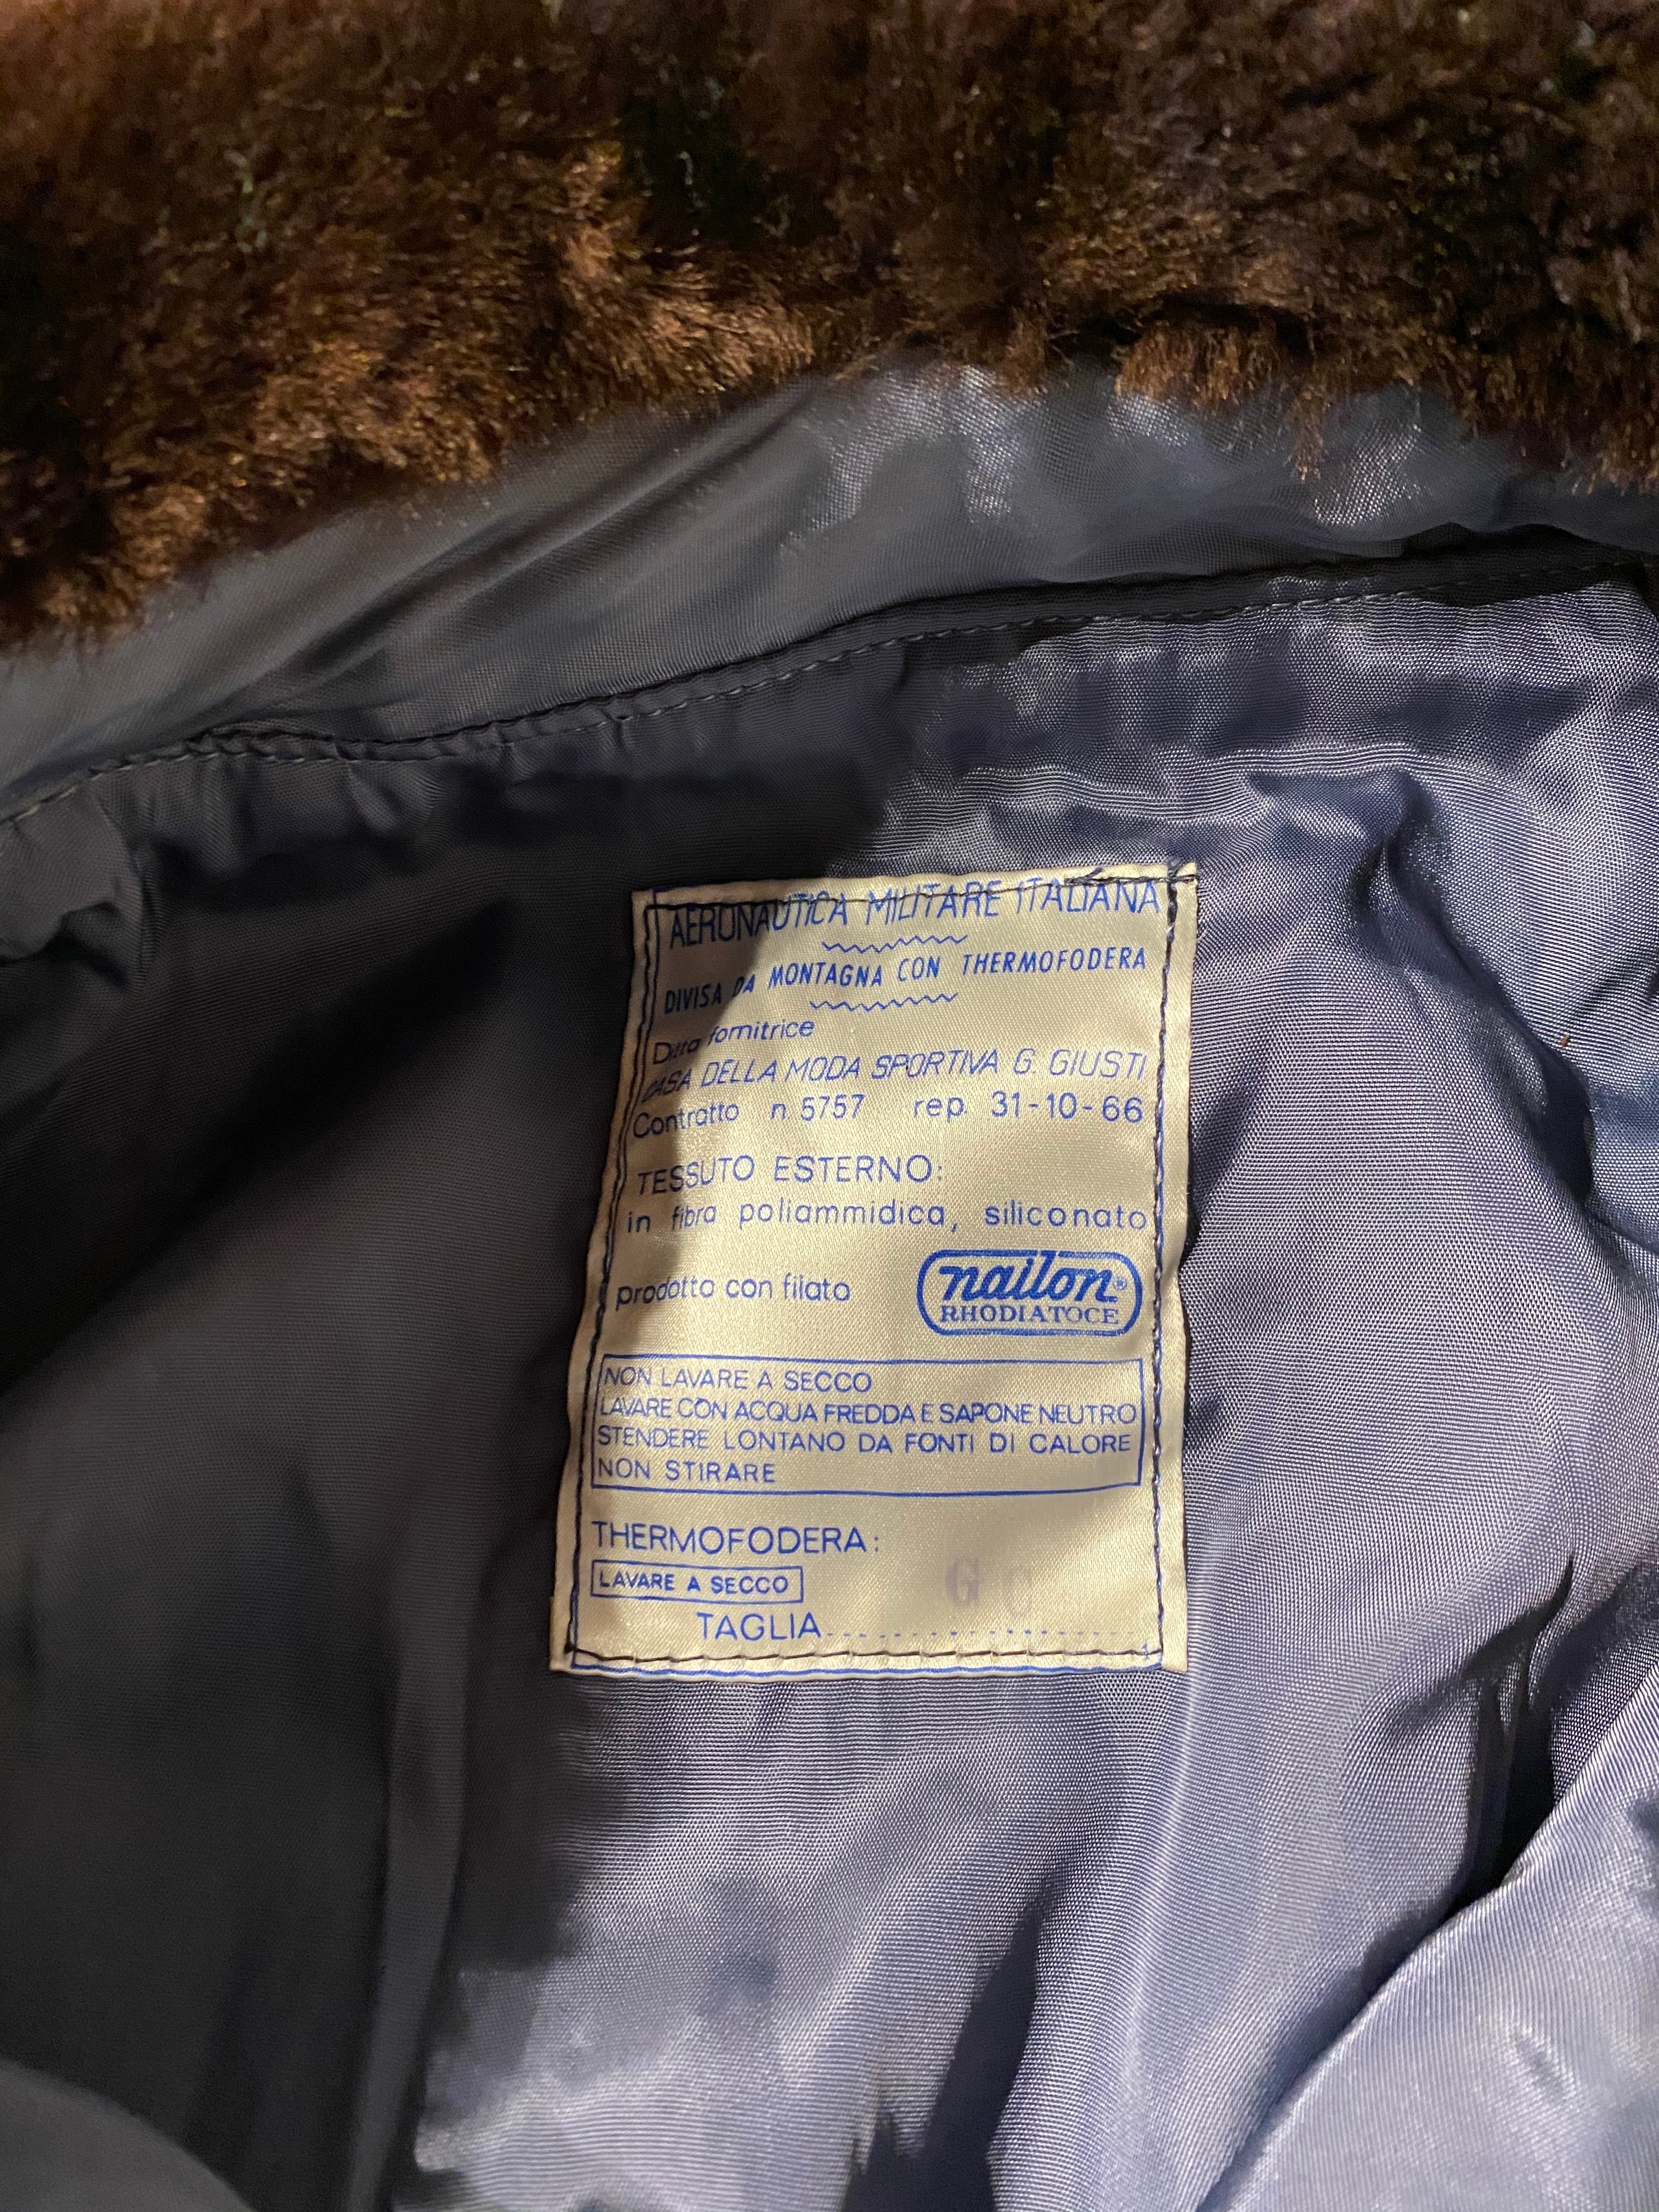 AERONAUTICA MILITARE ITALIANA
DIVISA DA MONTAGNA CON THERMOFODERA
Ditta fornitrice
CASA DELLA MODA SPORTIVA G. GIUSTI
Contratto n 5757 rep. 31-10-66
TESSUTO ESTERNO:
in fibra poliammidica, siliconato
prodotto con filato
nailon®
RHODIATOCE
NON LAVARE A SECCO
LAVARE CON ACQUA FREDDA E SAPONE NEUTRO
STENDERE LONTANO DA FONTI DI CALORE
NON STIRARE
THERMOFODERA:
LAVARE A SECCO
G
TAGLIA....................